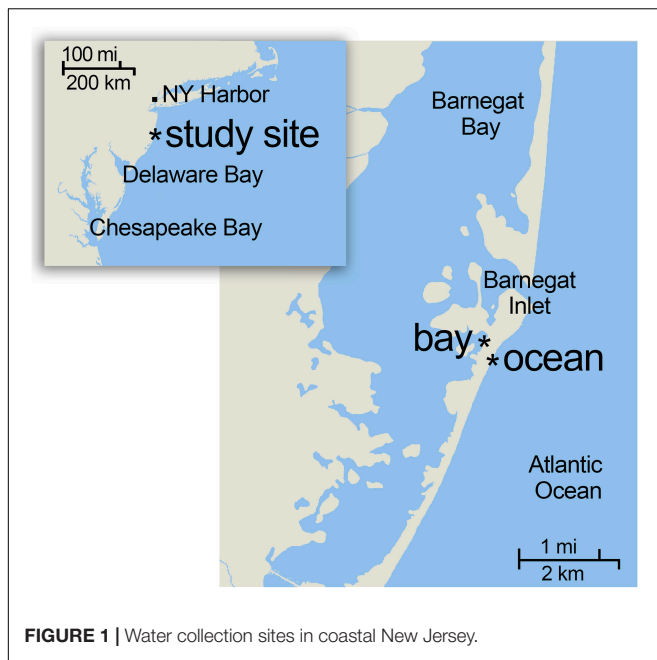 100 mi
200 km
NY Harbor
*study site
Delaware Bay
Chesapeake Bay
Barnegat
Bay
Barnegat
Inlet
bay*
*ocean
Atlantic
Ocean
1 mi
2 km
FIGURE 1 | Water collection sites in coastal New Jersey.